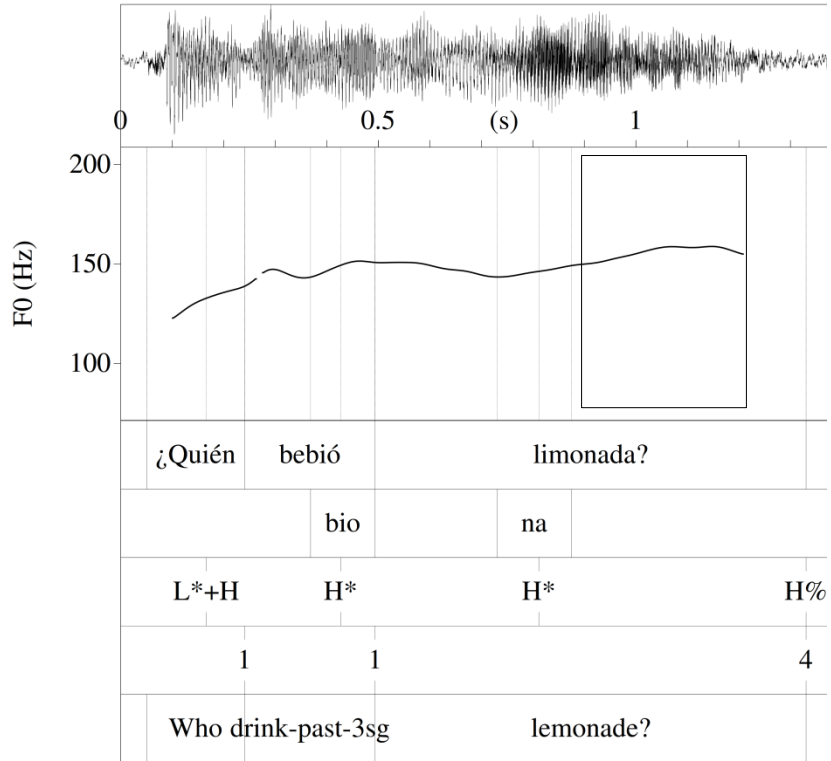 0 0.5 (s) 1
200
150
100
F0 (Hz)
¿Quién bebió limonada?
bio na
L*+H H* H* H%
1 1 4
Who drink-past-3sg lemonade?